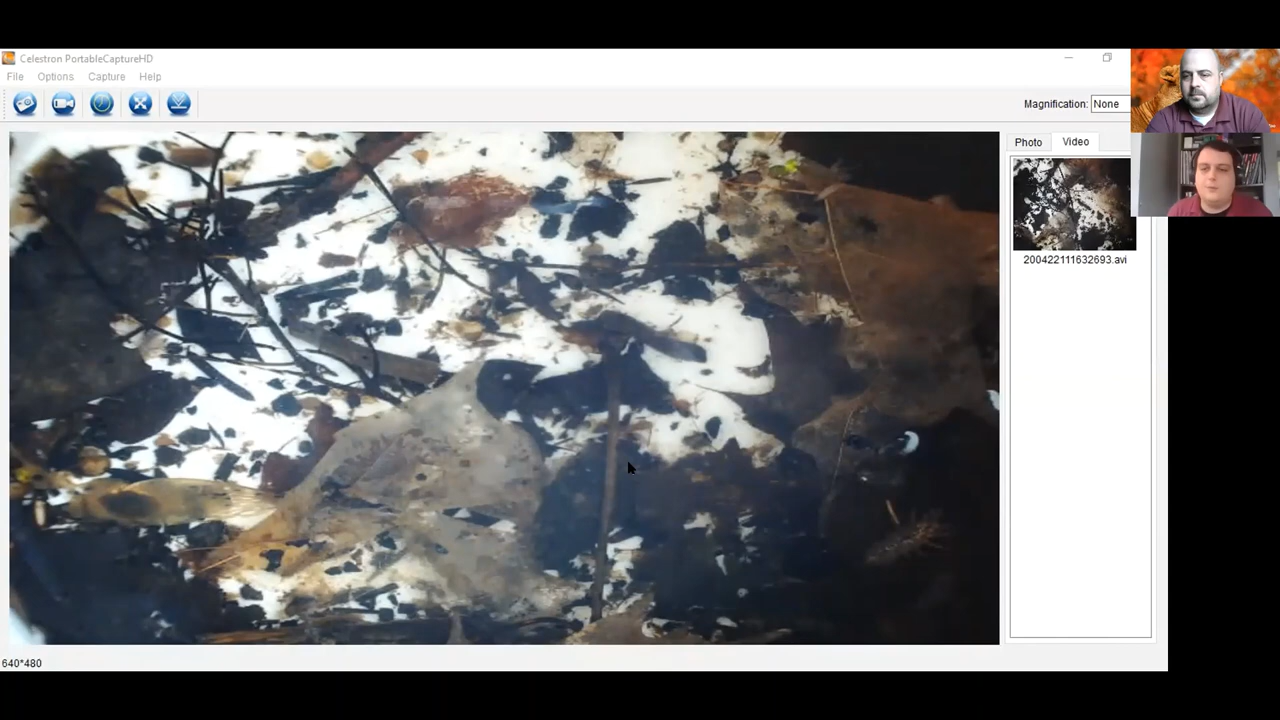 Celestron PortableCaptureHD
File Options Capture Help
Magnification: None
Photo Video
200422111632693.avi
640*480